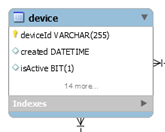 device
deviceId VARCHAR(255)
created DATETIME
isActive BIT(1)
14 more...
Indexes